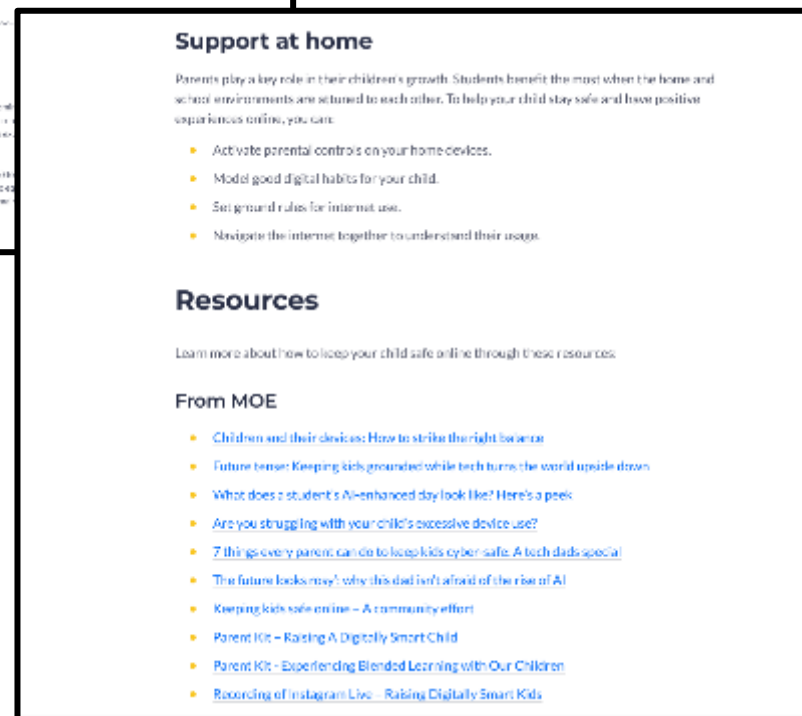 Support at home
Parents play a key role in their children's growth. Students benefit the most when the home and
school environments are attuned to each other. To help your child stay safe and have positive
experiences online, you can:
• Activate parental controls on your home devices.
• Model good digital habits for your child.
• Set ground rules for internet use.
• Navigate the internet together to understand their usage.
Resources
Learn more about how to keep your child safe online through these resources:
From MOE
• Children and their devices: How to strike the right balance
• Future tense: Keeping kids grounded while tech turns the world upside down
• What does a student's AI-enhanced day look like? Here's a peek
• Are you struggling with your child's excessive device use?
• 7 things every parent can do to keep kids cyber-safe. A tech dads special
• The future looks rosy': why this dad isn't afraid of the rise of AI
• Keeping kids safe online – A community effort
• Parent Kit – Raising A Digitally Smart Child
• Parent Kit - Experiencing Blended Learning with Our Children
• Recording of Instagram Live – Raising Digitally Smart Kids